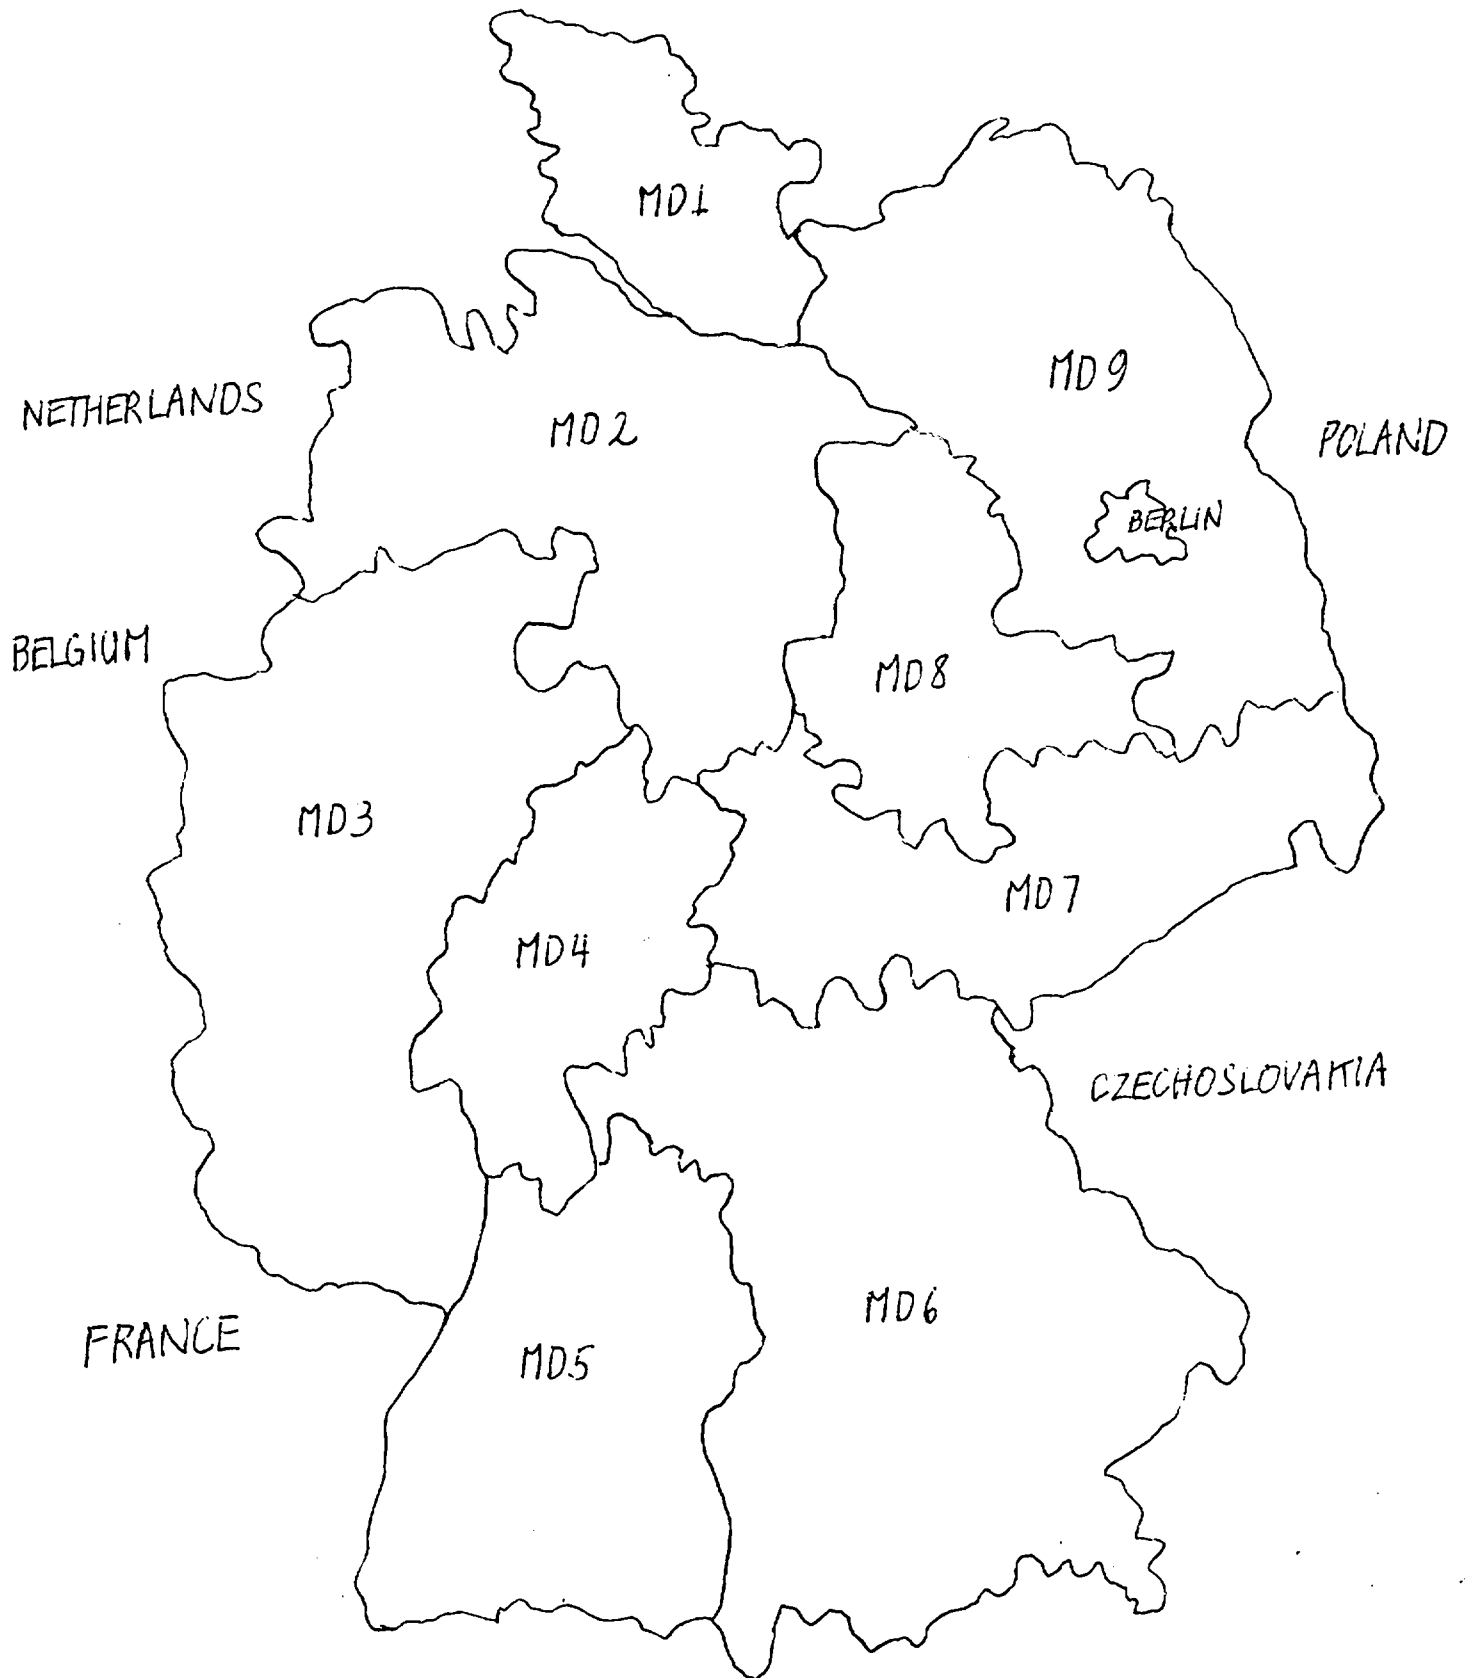 MD1
MD9
NETHERLANDS
MD2
POLAND
BERLIN
BELGIUM
MD8
MD3
MD7
MD4
CZECHOSLOVAKIA
MD6
FRANCE
MD5